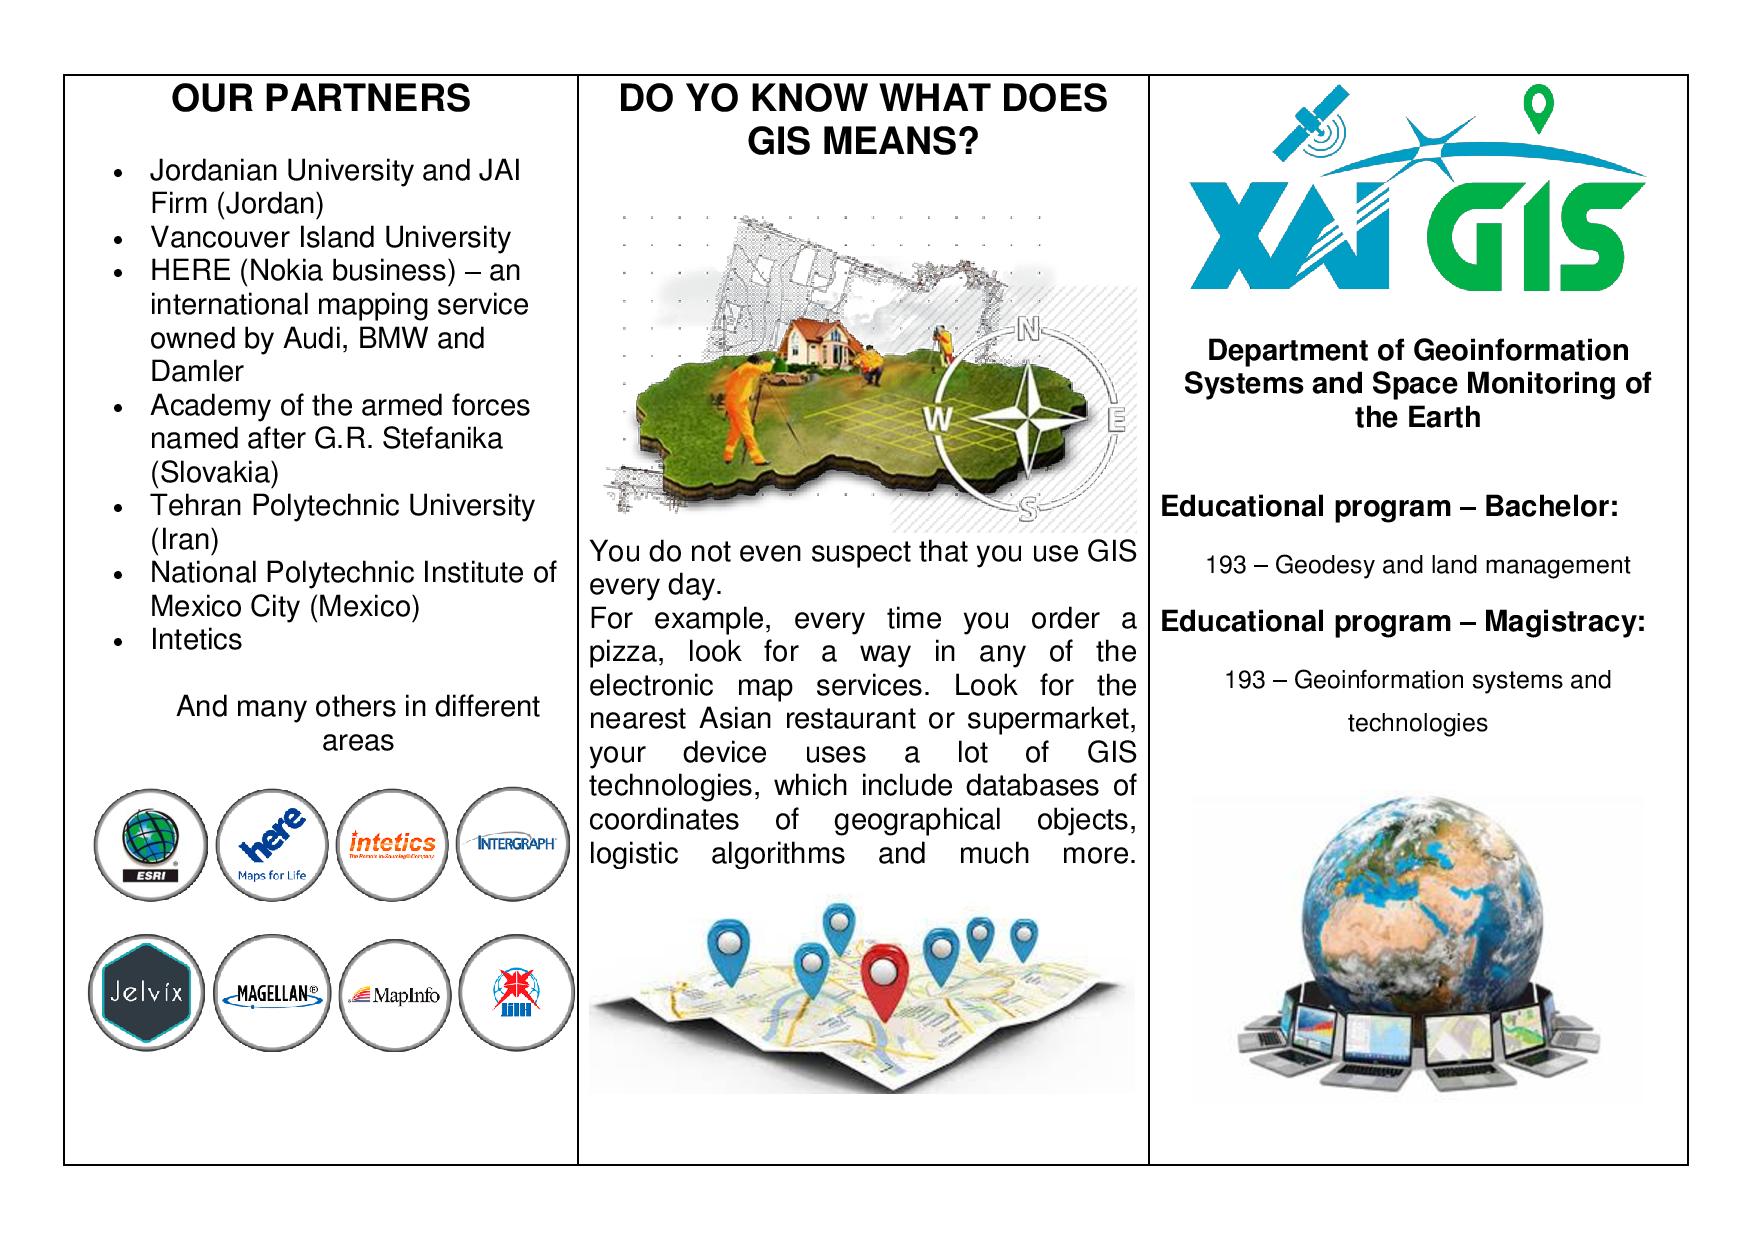 OUR PARTNERS
• Jordanian University and JAI
Firm (Jordan)
• Vancouver Island University
• HERE (Nokia business) – an
international mapping service
owned by Audi, BMW and
Damler
• Academy of the armed forces
named after G.R. Stefanika
(Slovakia)
• Tehran Polytechnic University
(Iran)
• National Polytechnic Institute of
Mexico City (Mexico)
• Intetics
And many others in different
areas
ESRI
here
Maps for Life
intetics
INTERGRAPH
Jelvix
MAGELLAN®
MapInfo
DO YO KNOW WHAT DOES
GIS MEANS?
N
W
E
S
You do not even suspect that you use GIS
every day.
For example, every time you order a
pizza, look for a way in any of the
electronic map services. Look for the
nearest Asian restaurant or supermarket,
your device uses a lot of GIS
technologies, which include databases of
coordinates of geographical objects,
logistic algorithms and much more.
XAI GIS
Department of Geoinformation
Systems and Space Monitoring of
the Earth
Educational program – Bachelor:
193 – Geodesy and land management
Educational program – Magistracy:
193 – Geoinformation systems and
technologies